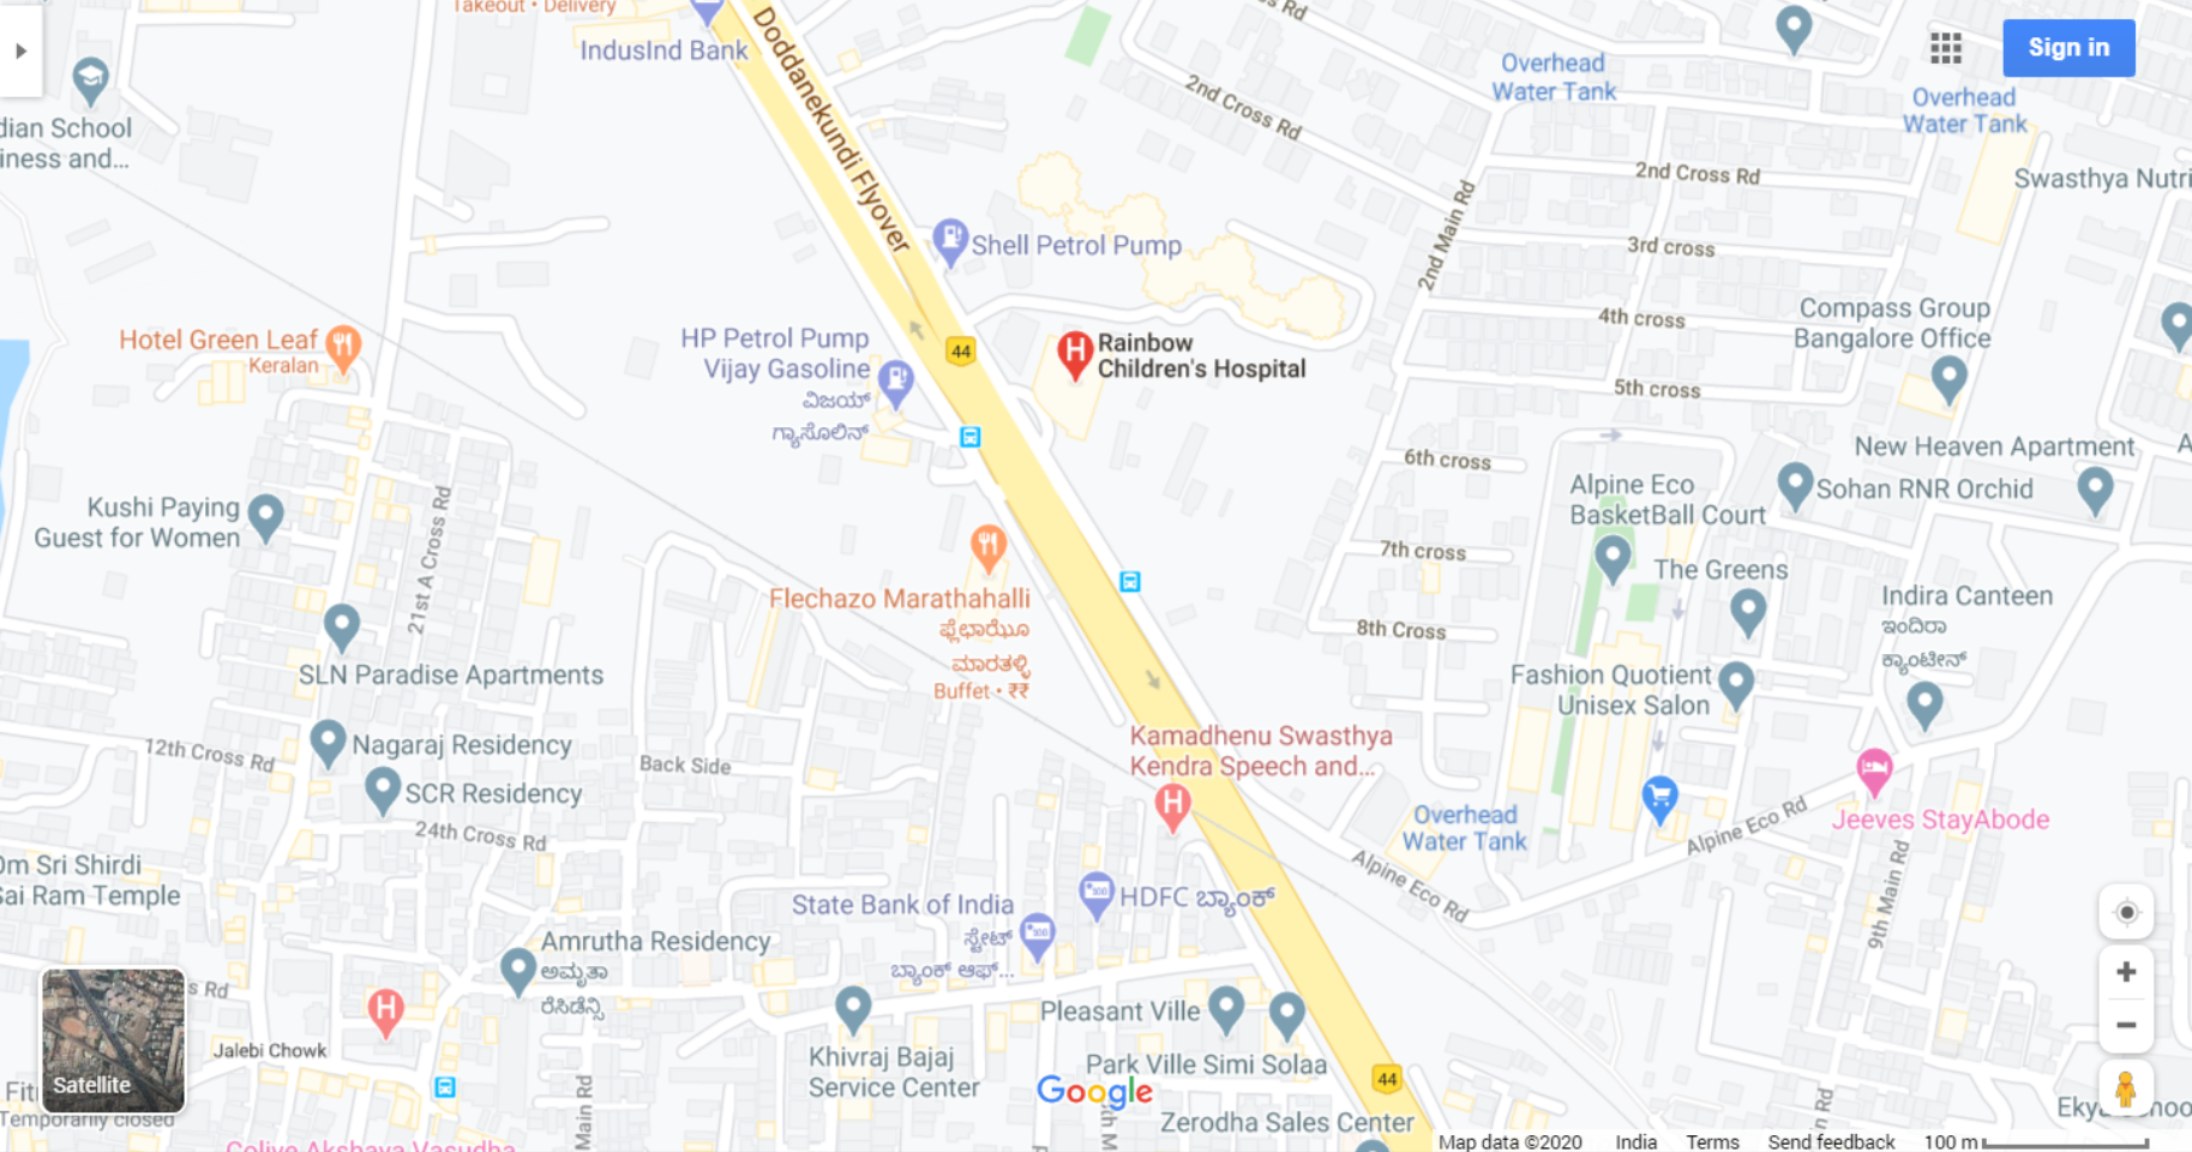 Takeout • Delivery
IndusInd Bank
Doddanekundi Flyover
Rd
2nd Cross Rd
Overhead
Water Tank
Sign in
Overhead
Water Tank
dian School
iness and...
2nd Cross Rd
Swasthya Nutri
2nd Main Rd
3rd cross
Shell Petrol Pump
4th cross
Compass Group
Bangalore Office
Hotel Green Leaf
Keralan
HP Petrol Pump
Vijay Gasoline
ವಿಜಯ್
ಗ್ಯಾಸೊಲಿನ್
44
Rainbow
Children's Hospital
5th cross
New Heaven Apartment
6th cross
Alpine Eco
BasketBall Court
Sohan RNR Orchid
Kushi Paying
Guest for Women
21st A Cross Rd
7th cross
The Greens
Flechazo Marathahalli
ಫ್ಲೆಛಾಝೊ
ಮಾರತಳ್ಳಿ
Buffet • ₹₹
8th Cross
Indira Canteen
ಇಂದಿರಾ
ಕ್ಯಾಂಟೀನ್
SLN Paradise Apartments
Fashion Quotient
Unisex Salon
12th Cross Rd
Nagaraj Residency
Back Side
Kamadhenu Swasthya
Kendra Speech and...
SCR Residency
24th Cross Rd
Overhead
Water Tank
Alpine Eco Rd
Jeeves StayAbode
Alpine Eco Rd
9th Main Rd
Om Sri Shirdi
Sai Ram Temple
State Bank of India
ಸ್ಟೇಟ್
ಬ್ಯಾಂಕ್ ಆಫ್...
HDFC ಬ್ಯಾಂಕ್
Amrutha Residency
ಅಮೃತಾ
ರೆಸಿಡೆನ್ಸಿ
s Rd
Jalebi Chowk
Satellite
Khivraj Bajaj
Service Center
Pleasant Ville
Park Ville Simi Solaa
44
Google
Zerodha Sales Center
Main Rd
Temporarily closed
Colive Akshaya Vasudha
Map data ©2020 India Terms Send feedback 100 m